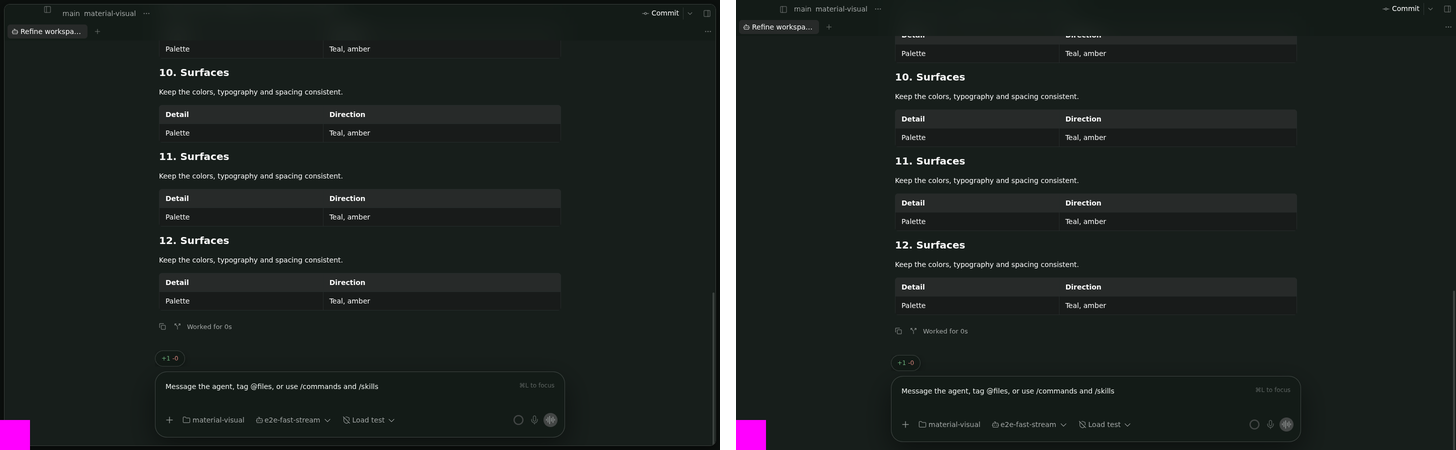 main material-visual ...
Commit
Refine workspa...
Palette Teal, amber
10. Surfaces
Keep the colors, typography and spacing consistent.
Detail Direction
Palette Teal, amber
11. Surfaces
Keep the colors, typography and spacing consistent.
Detail Direction
Palette Teal, amber
12. Surfaces
Keep the colors, typography and spacing consistent.
Detail Direction
Palette Teal, amber
Worked for 0s
+1 -0
Message the agent, tag @files, or use /commands and /skills
⌘L to focus
material-visual e2e-fast-stream Load test
main material-visual ...
Commit
Refine workspa...
Detail Direction
Palette Teal, amber
10. Surfaces
Keep the colors, typography and spacing consistent.
Detail Direction
Palette Teal, amber
11. Surfaces
Keep the colors, typography and spacing consistent.
Detail Direction
Palette Teal, amber
12. Surfaces
Keep the colors, typography and spacing consistent.
Detail Direction
Palette Teal, amber
Worked for 0s
+1 -0
Message the agent, tag @files, or use /commands and /skills
⌘L to focus
material-visual e2e-fast-stream Load test